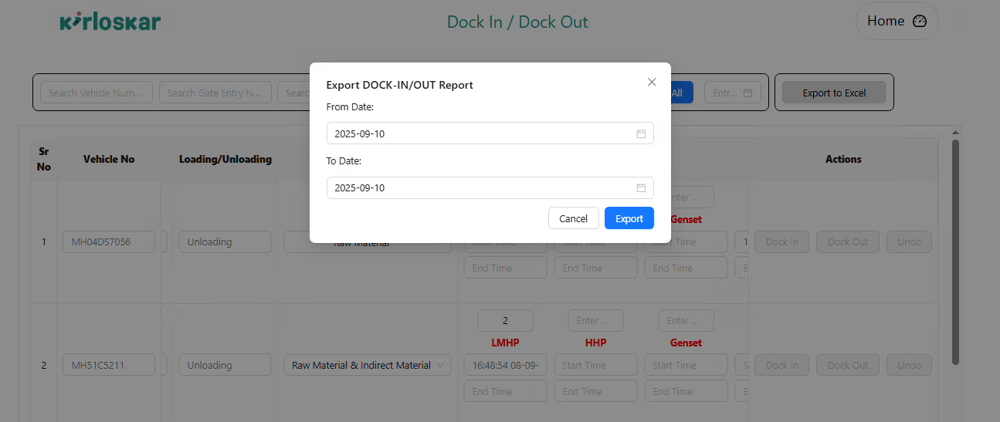 kirloskar
Dock In / Dock Out
Home
Search Vehicle Num...
Search Gate Entry N...
Searc
All
Entr...
Export to Excel
Export DOCK-IN/OUT Report
From Date:
2025-09-10
To Date:
2025-09-10
Cancel
Export
Sr No
Vehicle No
Loading/Unloading
Actions
nter ...
Genset
1
MH04DS7056
Unloading
Raw Material
Start Time
Start Time
Start Time
1
Dock In
Dock Out
Undo
End Time
End Time
End Time
E
2
Enter ...
Enter ...
LMHP
HHP
Genset
2
MH51C5211
Unloading
Raw Material & Indirect Material
16:48:54 08-09-
Start Time
Start Time
S
Dock In
Dock Out
Undo
End Time
End Time
End Time
E